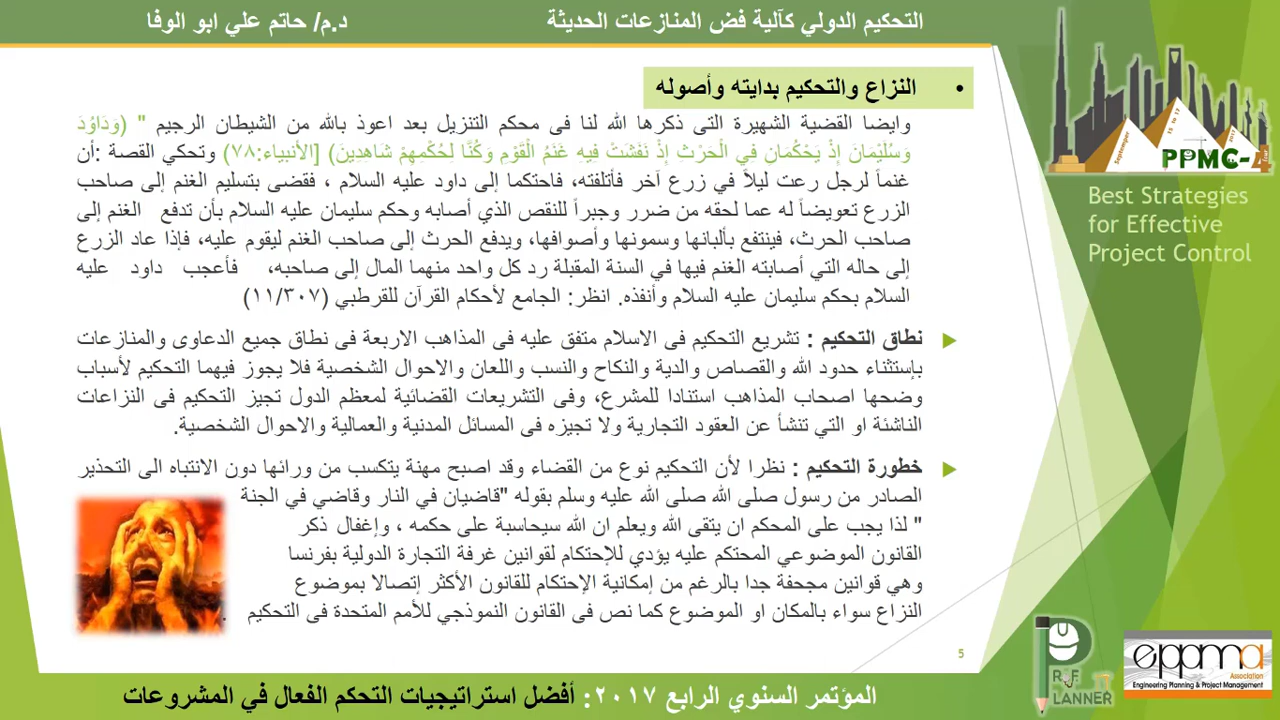 التحكيم الدولي كآلية فض المنازعات الحديثة
د.م/ حاتم علي ابو الوفا
• النزاع والتحكيم بدايته وأصوله
وايضا القضية الشهيرة التى ذكرها الله لنا فى محكم التنزيل بعد اعوذ بالله من الشيطان الرجيم " (وَدَاوُدَ
وَسُلَيْمَانَ إِذْ يَحْكُمَانِ فِي الْحَرْثِ إِذْ نَفَشَتْ فِيهِ غَنَمُ الْقَوْمِ وَكُنَّا لِحُكْمِهِمْ شَاهِدِينَ) [الأنبياء:٧٨) وتحكي القصة :أن
غنماً لرجل رعت ليلاً في زرع آخر فأتلفته، فاحتكما إلى داود عليه السلام ، فقضى بتسليم الغنم إلى صاحب
الزرع تعويضاً له عما لحقه من ضرر وجبراً للنقص الذي أصابه وحكم سليمان عليه السلام بأن تدفع الغنم إلى
صاحب الحرث، فينتفع بألبانها وسمونها وأصوافها، ويدفع الحرث إلى صاحب الغنم ليقوم عليه، فإذا عاد الزرع
إلى حاله التي أصابته الغنم فيها في السنة المقبلة رد كل واحد منهما المال إلى صاحبه، فأعجب داود عليه
السلام بحكم سليمان عليه السلام وأنفذه. انظر: الجامع لأحكام القرآن للقرطبي (١١/٣٠٧)
نطاق التحكيم : تشريع التحكيم فى الاسلام متفق عليه فى المذاهب الاربعة فى نطاق جميع الدعاوى والمنازعات
بإستثناء حدود الله والقصاص والدية والنكاح والنسب واللعان والاحوال الشخصية فلا يجوز فيهما التحكيم لأسباب
وضحها اصحاب المذاهب استنادا للمشرع، وفى التشريعات القضائية لمعظم الدول تجيز التحكيم فى النزاعات
الناشئة او التي تنشأ عن العقود التجارية ولا تجيزه فى المسائل المدنية والعمالية والاحوال الشخصية.
خطورة التحكيم : نظرا لأن التحكيم نوع من القضاء وقد اصبح مهنة يتكسب من ورائها دون الانتباه الى التحذير
الصادر من رسول صلى الله صلى الله عليه وسلم بقوله "قاضيان في النار وقاضي في الجنة
" لذا يجب على المحكم ان يتقى الله ويعلم ان الله سيحاسبة على حكمه ، وإغفال ذكر
القانون الموضوعي المحتكم عليه يؤدي للإحتكام لقوانين غرفة التجارة الدولية بفرنسا
وهي قوانين مجحفة جدا بالرغم من إمكانية الإحتكام للقانون الأكثر إتصالا بموضوع
النزاع سواء بالمكان او الموضوع كما نص فى القانون النموذجي للأمم المتحدة فى التحكيم .
5
المؤتمر السنوي الرابع ٢٠١٧ : أفضل استراتيجيات التحكم الفعال في المشروعات
PPMC-4
Best Strategies
for Effective
Project Control
eppma
Association
Engineering Planning & Project Management